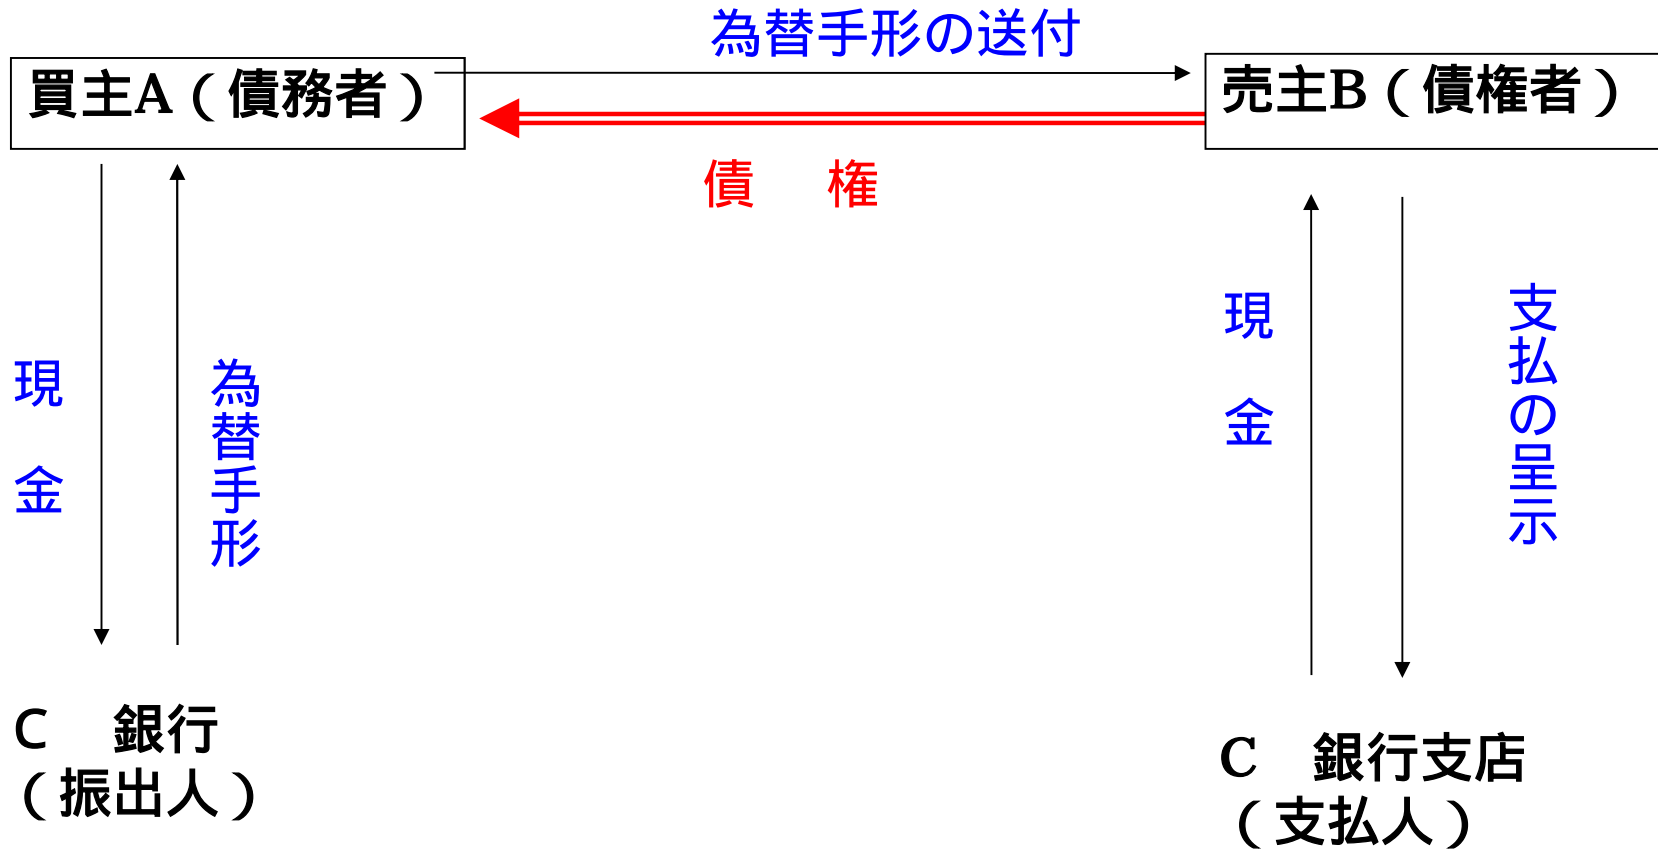 為替手形の送付
買主A（債務者）
売主B（債権者）
債　権
現　金
為替手形
現　金
支払の呈示
C　銀行
（振出人）
C　銀行支店
（支払人）